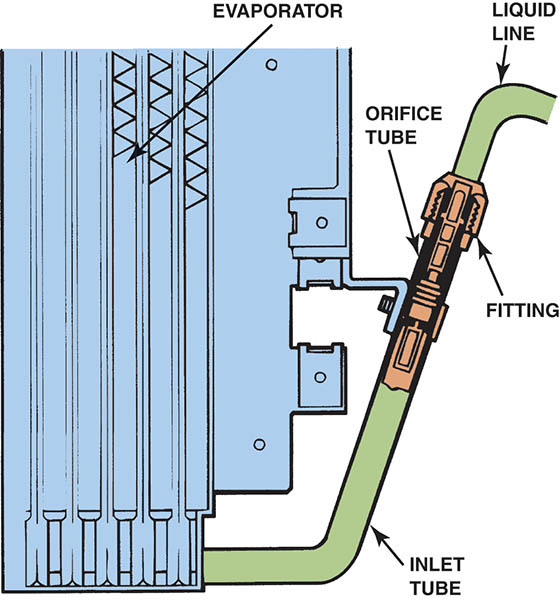 EVAPORATOR
LIQUID
LINE
ORIFICE
TUBE
FITTING
INLET
TUBE